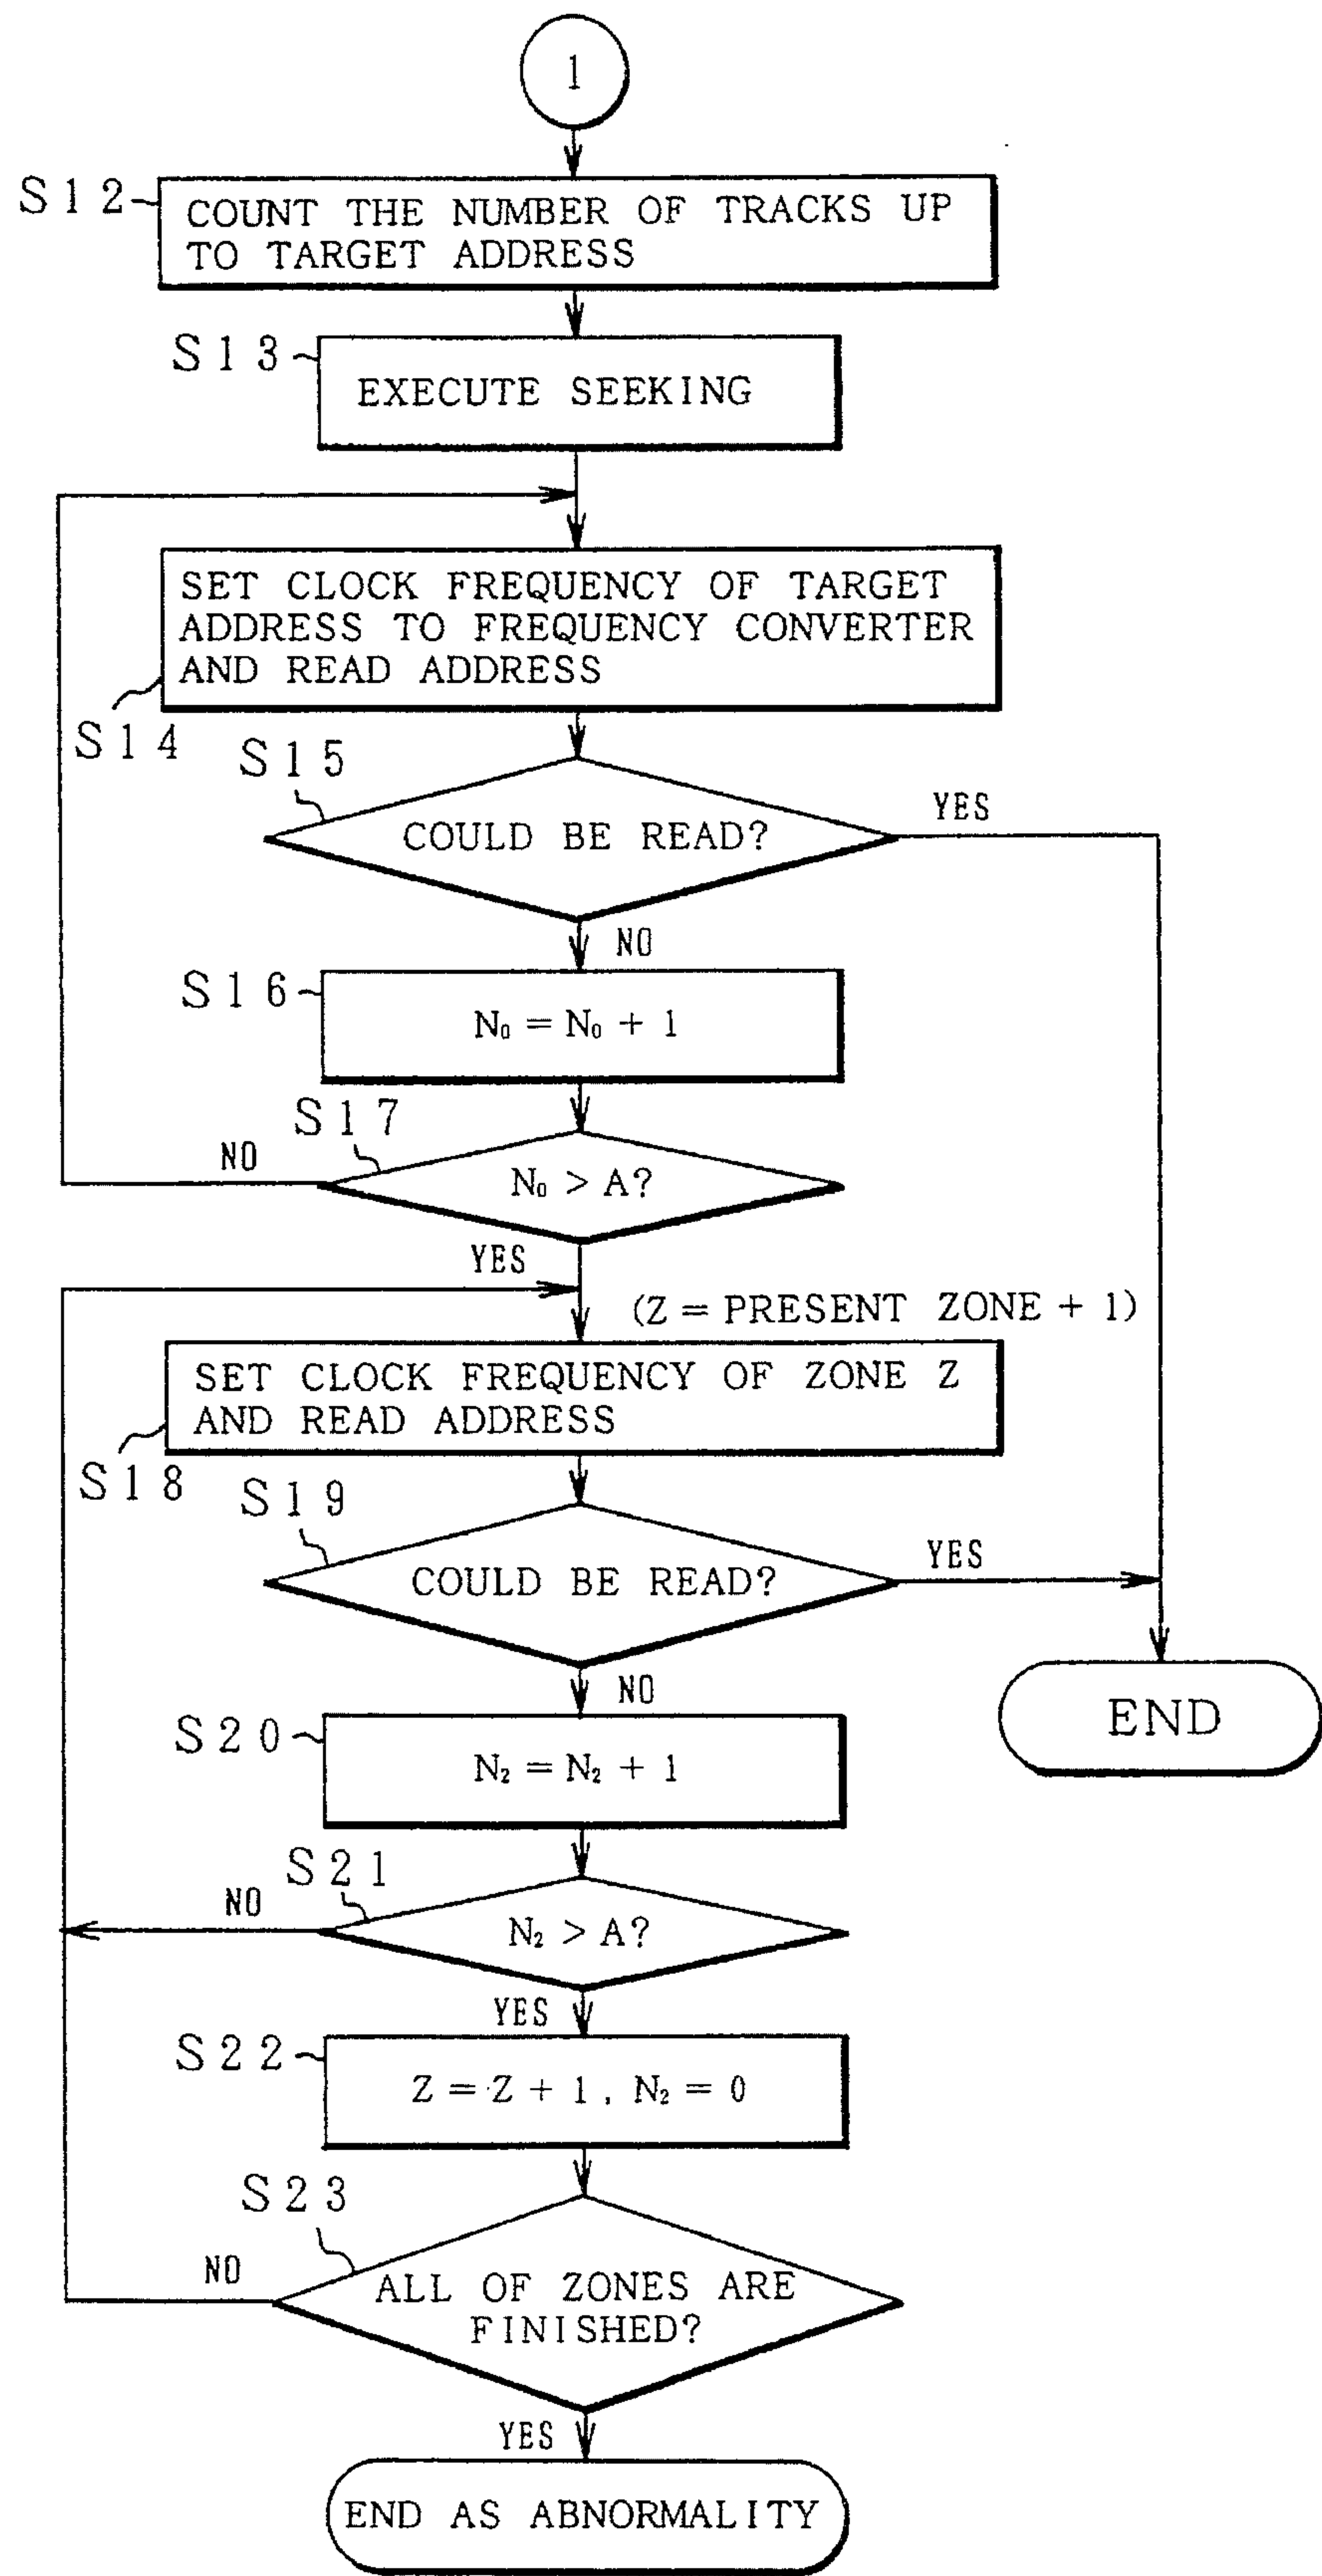 1
S12
COUNT THE NUMBER OF TRACKS UP
TO TARGET ADDRESS
S13
EXECUTE SEEKING
SET CLOCK FREQUENCY OF TARGET
ADDRESS TO FREQUENCY CONVERTER
AND READ ADDRESS
S14
S15
COULD BE READ?
YES
NO
S16
N₀ = N₀ + 1
S17
N₀ > A?
NO
YES
(Z = PRESENT ZONE + 1)
SET CLOCK FREQUENCY OF ZONE Z
AND READ ADDRESS
S18
S19
COULD BE READ?
YES
NO
END
S20
N₂ = N₂ + 1
S21
N₂ > A?
NO
YES
S22
Z = Z + 1, N₂ = 0
S23
ALL OF ZONES ARE
FINISHED?
NO
YES
END AS ABNORMALITY